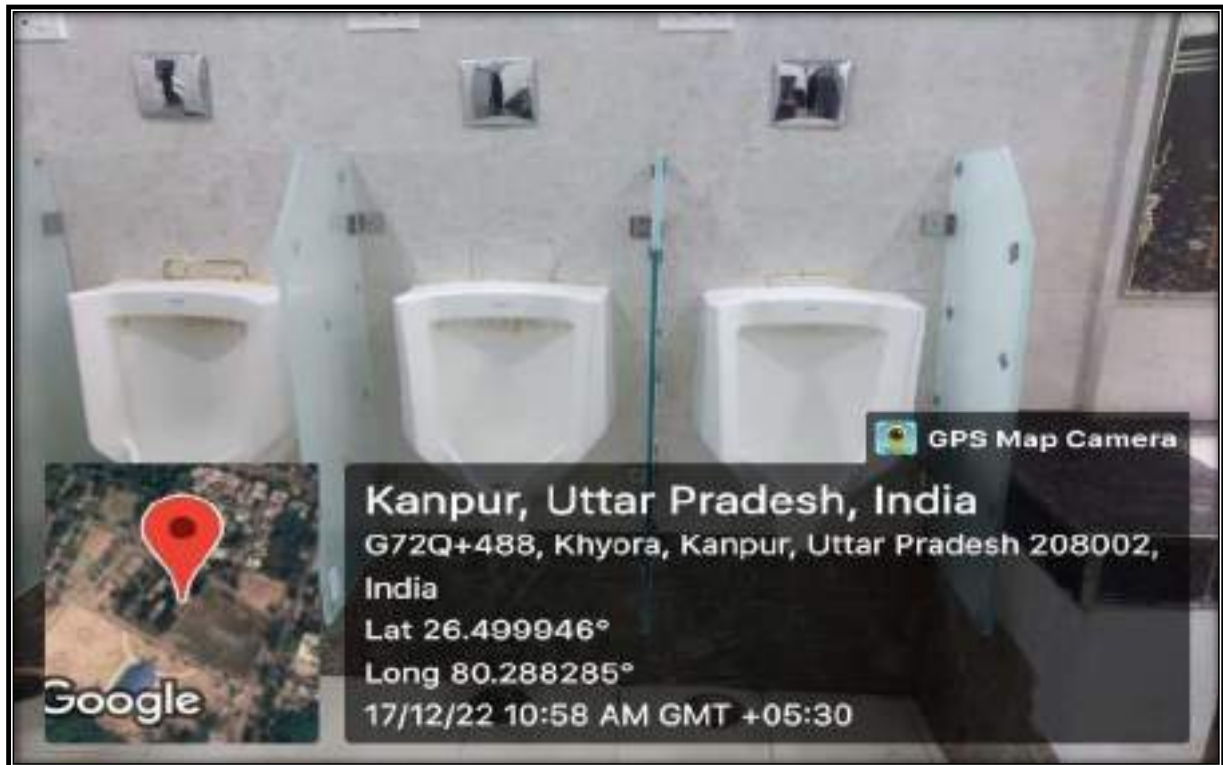 GPS Map Camera
Kanpur, Uttar Pradesh, India
G72Q+488, Khyora, Kanpur, Uttar Pradesh 208002,
India
Lat 26.499946°
Long 80.288285°
17/12/22 10:58 AM GMT +05:30
Google